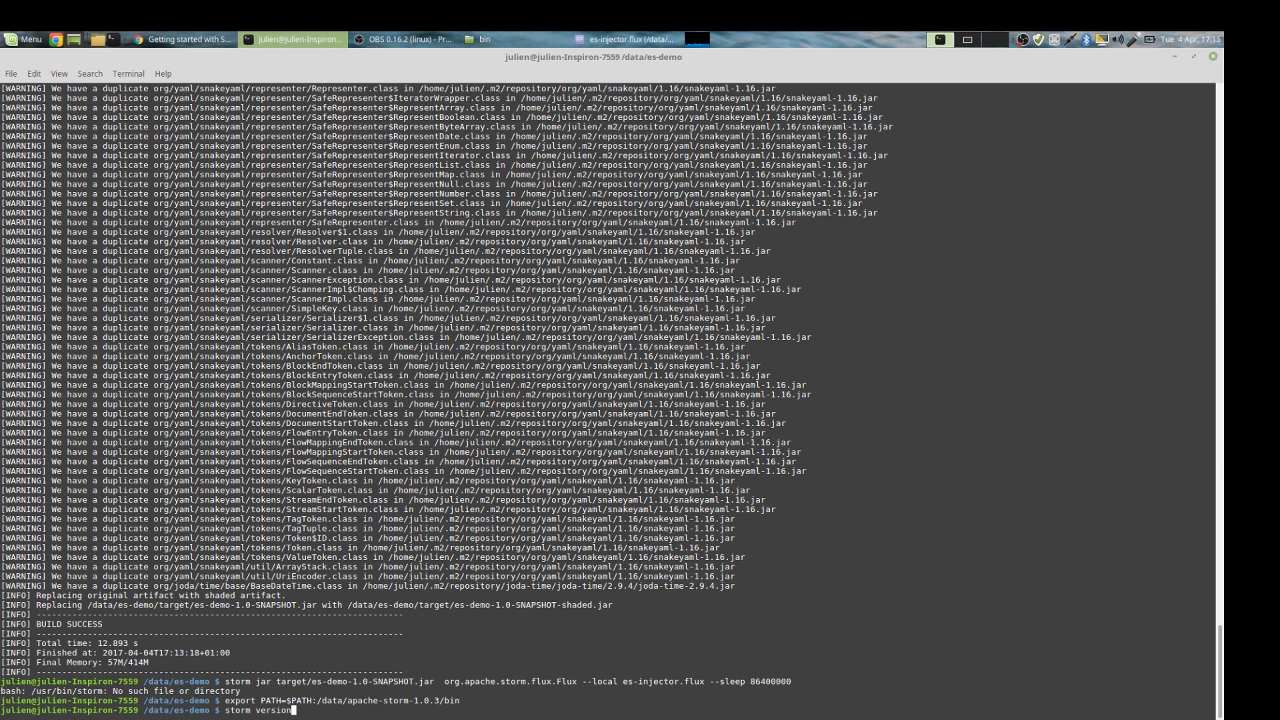 Menu
Getting started with S...
julien@julien-Inspiron...
OBS 0.16.2 (linux) - Pr...
bin
es-injector.flux (/data/...
Tue 4 Apr, 17:15
julien@julien-Inspiron-7559 /data/es-demo
File Edit View Search Terminal Help
[WARNING] We have a duplicate org/yaml/snakeyaml/representer/Representer.class in /home/julien/.m2/repository/org/yaml/snakeyaml/1.16/snakeyaml-1.16.jar
[WARNING] We have a duplicate org/yaml/snakeyaml/representer/SafeRepresenter$IteratorWrapper.class in /home/julien/.m2/repository/org/yaml/snakeyaml/1.16/snakeyaml-1.16.jar
[WARNING] We have a duplicate org/yaml/snakeyaml/representer/SafeRepresenter$RepresentArray.class in /home/julien/.m2/repository/org/yaml/snakeyaml/1.16/snakeyaml-1.16.jar
[WARNING] We have a duplicate org/yaml/snakeyaml/representer/SafeRepresenter$RepresentBoolean.class in /home/julien/.m2/repository/org/yaml/snakeyaml/1.16/snakeyaml-1.16.jar
[WARNING] We have a duplicate org/yaml/snakeyaml/representer/SafeRepresenter$RepresentByteArray.class in /home/julien/.m2/repository/org/yaml/snakeyaml/1.16/snakeyaml-1.16.jar
[WARNING] We have a duplicate org/yaml/snakeyaml/representer/SafeRepresenter$RepresentDate.class in /home/julien/.m2/repository/org/yaml/snakeyaml/1.16/snakeyaml-1.16.jar
[WARNING] We have a duplicate org/yaml/snakeyaml/representer/SafeRepresenter$RepresentEnum.class in /home/julien/.m2/repository/org/yaml/snakeyaml/1.16/snakeyaml-1.16.jar
[WARNING] We have a duplicate org/yaml/snakeyaml/representer/SafeRepresenter$RepresentIterator.class in /home/julien/.m2/repository/org/yaml/snakeyaml/1.16/snakeyaml-1.16.jar
[WARNING] We have a duplicate org/yaml/snakeyaml/representer/SafeRepresenter$RepresentList.class in /home/julien/.m2/repository/org/yaml/snakeyaml/1.16/snakeyaml-1.16.jar
[WARNING] We have a duplicate org/yaml/snakeyaml/representer/SafeRepresenter$RepresentMap.class in /home/julien/.m2/repository/org/yaml/snakeyaml/1.16/snakeyaml-1.16.jar
[WARNING] We have a duplicate org/yaml/snakeyaml/representer/SafeRepresenter$RepresentNull.class in /home/julien/.m2/repository/org/yaml/snakeyaml/1.16/snakeyaml-1.16.jar
[WARNING] We have a duplicate org/yaml/snakeyaml/representer/SafeRepresenter$RepresentNumber.class in /home/julien/.m2/repository/org/yaml/snakeyaml/1.16/snakeyaml-1.16.jar
[WARNING] We have a duplicate org/yaml/snakeyaml/representer/SafeRepresenter$RepresentSet.class in /home/julien/.m2/repository/org/yaml/snakeyaml/1.16/snakeyaml-1.16.jar
[WARNING] We have a duplicate org/yaml/snakeyaml/representer/SafeRepresenter$RepresentString.class in /home/julien/.m2/repository/org/yaml/snakeyaml/1.16/snakeyaml-1.16.jar
[WARNING] We have a duplicate org/yaml/snakeyaml/representer/SafeRepresenter.class in /home/julien/.m2/repository/org/yaml/snakeyaml/1.16/snakeyaml-1.16.jar
[WARNING] We have a duplicate org/yaml/snakeyaml/resolver/Resolver$1.class in /home/julien/.m2/repository/org/yaml/snakeyaml/1.16/snakeyaml-1.16.jar
[WARNING] We have a duplicate org/yaml/snakeyaml/resolver/Resolver.class in /home/julien/.m2/repository/org/yaml/snakeyaml/1.16/snakeyaml-1.16.jar
[WARNING] We have a duplicate org/yaml/snakeyaml/resolver/ResolverTuple.class in /home/julien/.m2/repository/org/yaml/snakeyaml/1.16/snakeyaml-1.16.jar
[WARNING] We have a duplicate org/yaml/snakeyaml/scanner/Constant.class in /home/julien/.m2/repository/org/yaml/snakeyaml/1.16/snakeyaml-1.16.jar
[WARNING] We have a duplicate org/yaml/snakeyaml/scanner/Scanner.class in /home/julien/.m2/repository/org/yaml/snakeyaml/1.16/snakeyaml-1.16.jar
[WARNING] We have a duplicate org/yaml/snakeyaml/scanner/ScannerException.class in /home/julien/.m2/repository/org/yaml/snakeyaml/1.16/snakeyaml-1.16.jar
[WARNING] We have a duplicate org/yaml/snakeyaml/scanner/ScannerImpl$Chomping.class in /home/julien/.m2/repository/org/yaml/snakeyaml/1.16/snakeyaml-1.16.jar
[WARNING] We have a duplicate org/yaml/snakeyaml/scanner/ScannerImpl.class in /home/julien/.m2/repository/org/yaml/snakeyaml/1.16/snakeyaml-1.16.jar
[WARNING] We have a duplicate org/yaml/snakeyaml/scanner/SimpleKey.class in /home/julien/.m2/repository/org/yaml/snakeyaml/1.16/snakeyaml-1.16.jar
[WARNING] We have a duplicate org/yaml/snakeyaml/serializer/Serializer$1.class in /home/julien/.m2/repository/org/yaml/snakeyaml/1.16/snakeyaml-1.16.jar
[WARNING] We have a duplicate org/yaml/snakeyaml/serializer/Serializer.class in /home/julien/.m2/repository/org/yaml/snakeyaml/1.16/snakeyaml-1.16.jar
[WARNING] We have a duplicate org/yaml/snakeyaml/serializer/SerializerException.class in /home/julien/.m2/repository/org/yaml/snakeyaml/1.16/snakeyaml-1.16.jar
[WARNING] We have a duplicate org/yaml/snakeyaml/tokens/AliasToken.class in /home/julien/.m2/repository/org/yaml/snakeyaml/1.16/snakeyaml-1.16.jar
[WARNING] We have a duplicate org/yaml/snakeyaml/tokens/AnchorToken.class in /home/julien/.m2/repository/org/yaml/snakeyaml/1.16/snakeyaml-1.16.jar
[WARNING] We have a duplicate org/yaml/snakeyaml/tokens/BlockEndToken.class in /home/julien/.m2/repository/org/yaml/snakeyaml/1.16/snakeyaml-1.16.jar
[WARNING] We have a duplicate org/yaml/snakeyaml/tokens/BlockEntryToken.class in /home/julien/.m2/repository/org/yaml/snakeyaml/1.16/snakeyaml-1.16.jar
[WARNING] We have a duplicate org/yaml/snakeyaml/tokens/BlockMappingStartToken.class in /home/julien/.m2/repository/org/yaml/snakeyaml/1.16/snakeyaml-1.16.jar
[WARNING] We have a duplicate org/yaml/snakeyaml/tokens/BlockSequenceStartToken.class in /home/julien/.m2/repository/org/yaml/snakeyaml/1.16/snakeyaml-1.16.jar
[WARNING] We have a duplicate org/yaml/snakeyaml/tokens/DirectiveToken.class in /home/julien/.m2/repository/org/yaml/snakeyaml/1.16/snakeyaml-1.16.jar
[WARNING] We have a duplicate org/yaml/snakeyaml/tokens/DocumentEndToken.class in /home/julien/.m2/repository/org/yaml/snakeyaml/1.16/snakeyaml-1.16.jar
[WARNING] We have a duplicate org/yaml/snakeyaml/tokens/DocumentStartToken.class in /home/julien/.m2/repository/org/yaml/snakeyaml/1.16/snakeyaml-1.16.jar
[WARNING] We have a duplicate org/yaml/snakeyaml/tokens/FlowEntryToken.class in /home/julien/.m2/repository/org/yaml/snakeyaml/1.16/snakeyaml-1.16.jar
[WARNING] We have a duplicate org/yaml/snakeyaml/tokens/FlowMappingEndToken.class in /home/julien/.m2/repository/org/yaml/snakeyaml/1.16/snakeyaml-1.16.jar
[WARNING] We have a duplicate org/yaml/snakeyaml/tokens/FlowMappingStartToken.class in /home/julien/.m2/repository/org/yaml/snakeyaml/1.16/snakeyaml-1.16.jar
[WARNING] We have a duplicate org/yaml/snakeyaml/tokens/FlowSequenceEndToken.class in /home/julien/.m2/repository/org/yaml/snakeyaml/1.16/snakeyaml-1.16.jar
[WARNING] We have a duplicate org/yaml/snakeyaml/tokens/FlowSequenceStartToken.class in /home/julien/.m2/repository/org/yaml/snakeyaml/1.16/snakeyaml-1.16.jar
[WARNING] We have a duplicate org/yaml/snakeyaml/tokens/KeyToken.class in /home/julien/.m2/repository/org/yaml/snakeyaml/1.16/snakeyaml-1.16.jar
[WARNING] We have a duplicate org/yaml/snakeyaml/tokens/ScalarToken.class in /home/julien/.m2/repository/org/yaml/snakeyaml/1.16/snakeyaml-1.16.jar
[WARNING] We have a duplicate org/yaml/snakeyaml/tokens/StreamEndToken.class in /home/julien/.m2/repository/org/yaml/snakeyaml/1.16/snakeyaml-1.16.jar
[WARNING] We have a duplicate org/yaml/snakeyaml/tokens/StreamStartToken.class in /home/julien/.m2/repository/org/yaml/snakeyaml/1.16/snakeyaml-1.16.jar
[WARNING] We have a duplicate org/yaml/snakeyaml/tokens/TagToken.class in /home/julien/.m2/repository/org/yaml/snakeyaml/1.16/snakeyaml-1.16.jar
[WARNING] We have a duplicate org/yaml/snakeyaml/tokens/TagTuple.class in /home/julien/.m2/repository/org/yaml/snakeyaml/1.16/snakeyaml-1.16.jar
[WARNING] We have a duplicate org/yaml/snakeyaml/tokens/Token$ID.class in /home/julien/.m2/repository/org/yaml/snakeyaml/1.16/snakeyaml-1.16.jar
[WARNING] We have a duplicate org/yaml/snakeyaml/tokens/Token.class in /home/julien/.m2/repository/org/yaml/snakeyaml/1.16/snakeyaml-1.16.jar
[WARNING] We have a duplicate org/yaml/snakeyaml/tokens/ValueToken.class in /home/julien/.m2/repository/org/yaml/snakeyaml/1.16/snakeyaml-1.16.jar
[WARNING] We have a duplicate org/yaml/snakeyaml/util/ArrayStack.class in /home/julien/.m2/repository/org/yaml/snakeyaml/1.16/snakeyaml-1.16.jar
[WARNING] We have a duplicate org/yaml/snakeyaml/util/UriEncoder.class in /home/julien/.m2/repository/org/yaml/snakeyaml/1.16/snakeyaml-1.16.jar
[WARNING] We have a duplicate org/joda/time/base/BaseDateTime.class in /home/julien/.m2/repository/joda-time/joda-time/2.9.4/joda-time-2.9.4.jar
[INFO] Replacing original artifact with shaded artifact.
[INFO] Replacing /data/es-demo/target/es-demo-1.0-SNAPSHOT.jar with /data/es-demo/target/es-demo-1.0-SNAPSHOT-shaded.jar
[INFO] ------------------------------------------------------------------------
[INFO] BUILD SUCCESS
[INFO] ------------------------------------------------------------------------
[INFO] Total time: 12.893 s
[INFO] Finished at: 2017-04-04T17:13:18+01:00
[INFO] Final Memory: 57M/414M
[INFO] ------------------------------------------------------------------------
julien@julien-Inspiron-7559 /data/es-demo $ storm jar target/es-demo-1.0-SNAPSHOT.jar  org.apache.storm.flux.Flux --local es-injector.flux --sleep 86400000
bash: /usr/bin/storm: No such file or directory
julien@julien-Inspiron-7559 /data/es-demo $ export PATH=$PATH:/data/apache-storm-1.0.3/bin
julien@julien-Inspiron-7559 /data/es-demo $ storm version